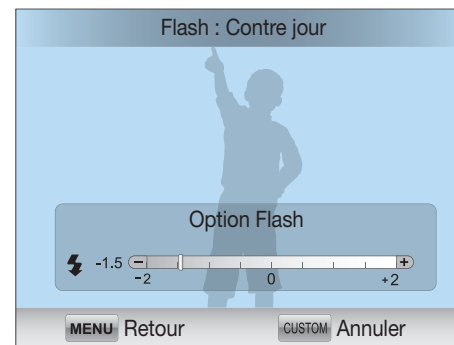 Flash : Contre jour
Option Flash
-1.5
-2 0 +2
MENU Retour CUSTOM Annuler